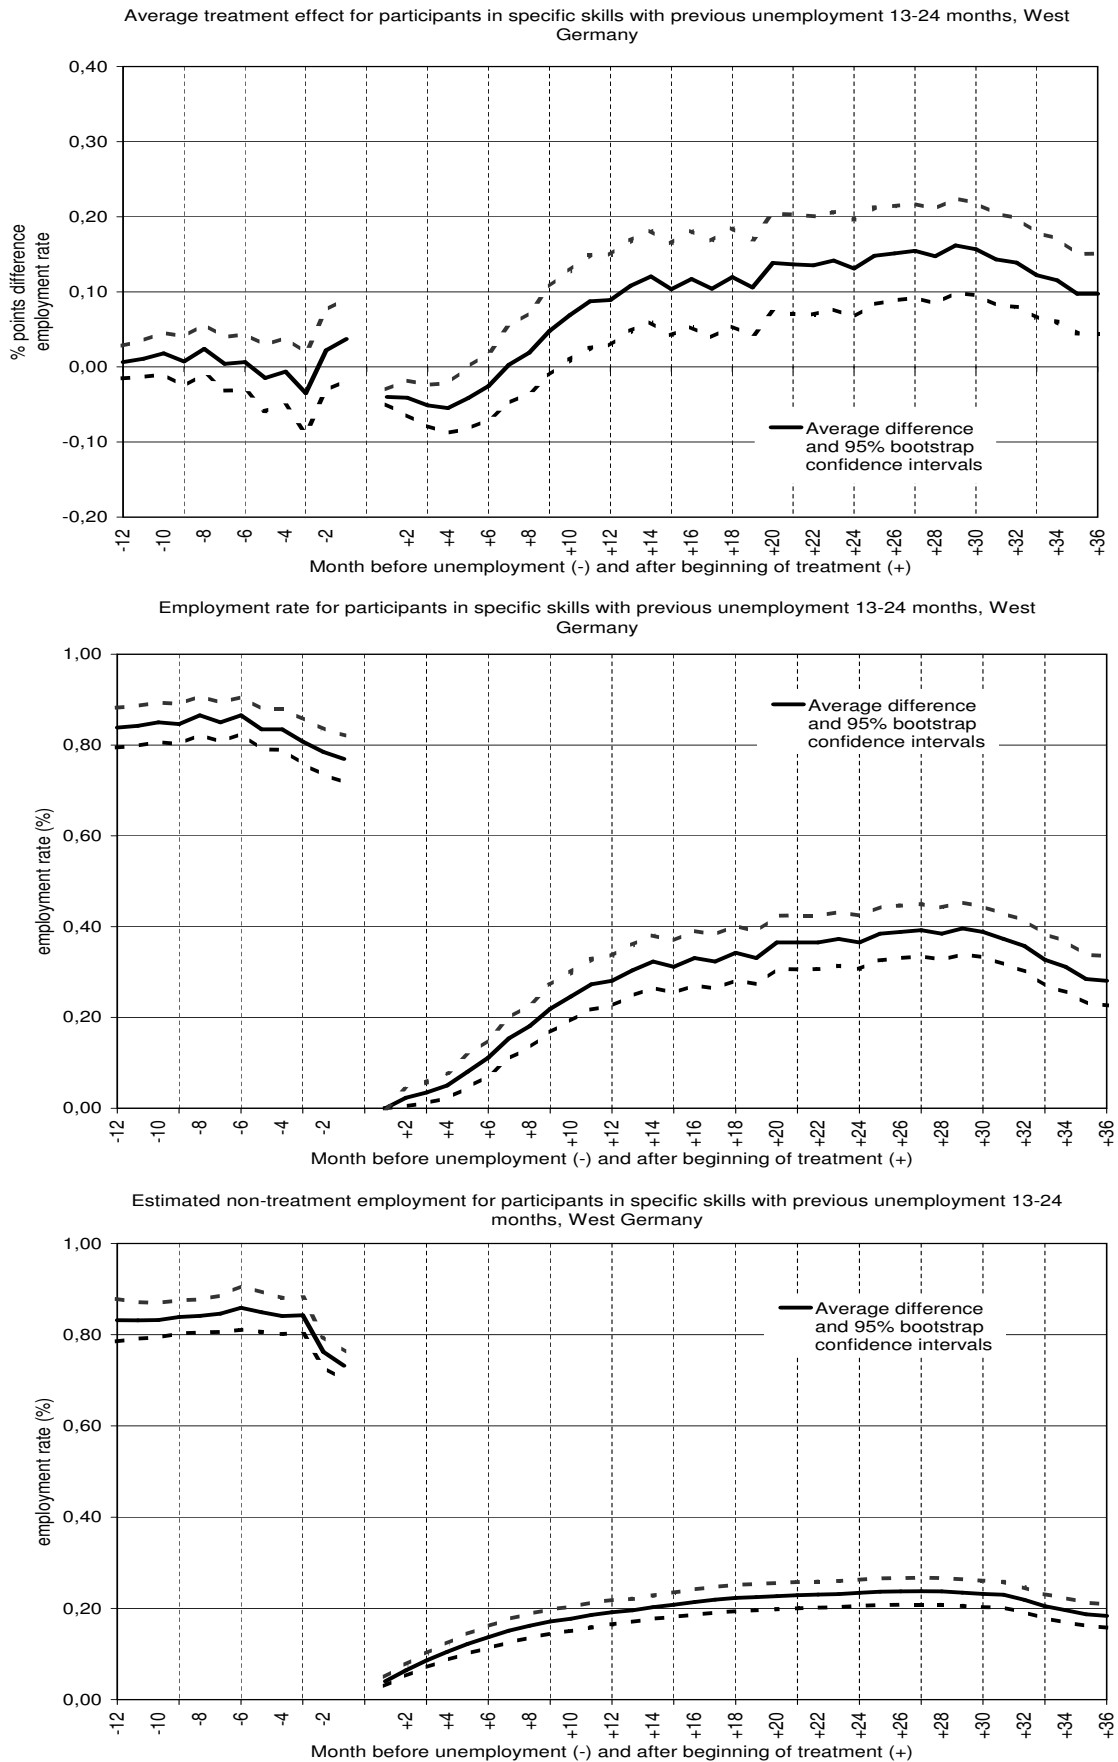 Average treatment effect for participants in specific skills with previous unemployment 13-24 months, West
Germany
0,40
0,30
0,20
0,10
0,00
-0,10
-0,20
% points difference
employment rate
Average difference
and 95% bootstrap
confidence intervals
-12 -10 -8 -6 -4 -2 +2 +4 +6 +8 +10 +12 +14 +16 +18 +20 +22 +24 +26 +28 +30 +32 +34 +36
Month before unemployment (-) and after beginning of treatment (+)
Employment rate for participants in specific skills with previous unemployment 13-24 months, West
Germany
1,00
0,80
0,60
0,40
0,20
0,00
employment rate (%)
Average difference
and 95% bootstrap
confidence intervals
-12 -10 -8 -6 -4 -2 +2 +4 +6 +8 +10 +12 +14 +16 +18 +20 +22 +24 +26 +28 +30 +32 +34 +36
Month before unemployment (-) and after beginning of treatment (+)
Estimated non-treatment employment for participants in specific skills with previous unemployment 13-24
months, West Germany
1,00
0,80
0,60
0,40
0,20
0,00
employment rate (%)
Average difference
and 95% bootstrap
confidence intervals
-12 -10 -8 -6 -4 -2 +2 +4 +6 +8 +10 +12 +14 +16 +18 +20 +22 +24 +26 +28 +30 +32 +34 +36
Month before unemployment (-) and after beginning of treatment (+)